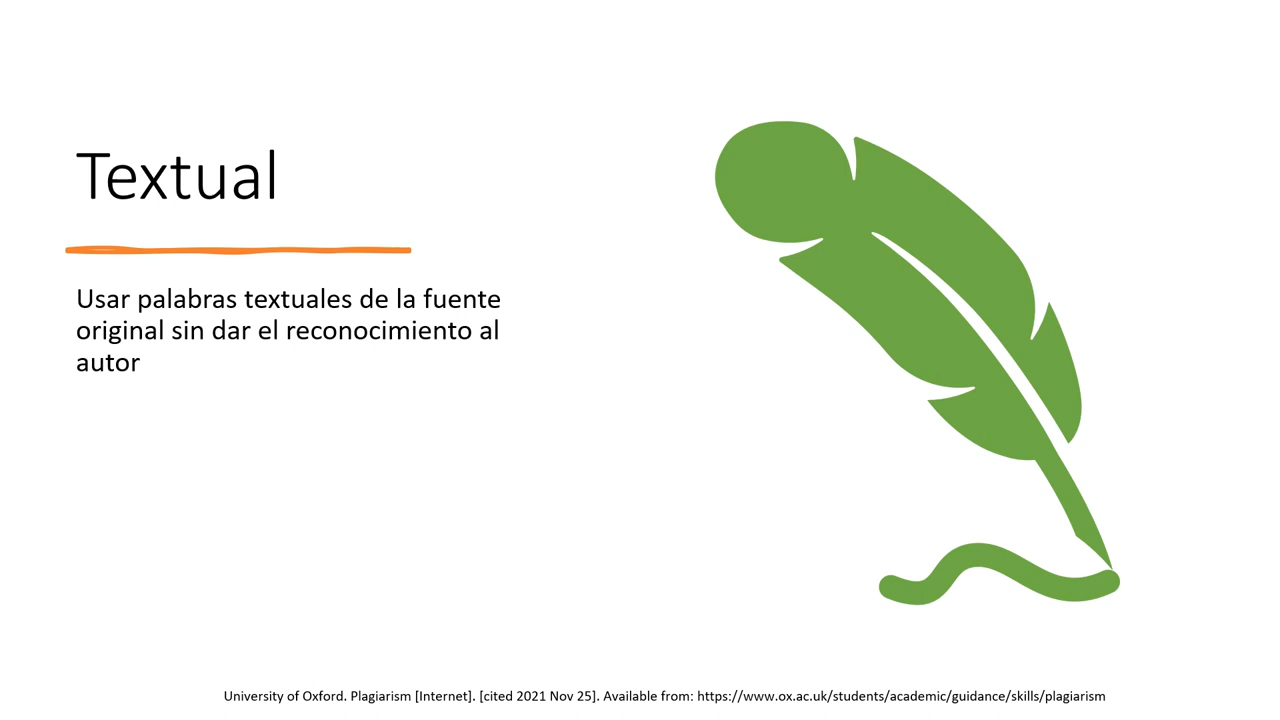 Textual
Usar palabras textuales de la fuente
original sin dar el reconocimiento al
autor
University of Oxford. Plagiarism [Internet]. [cited 2021 Nov 25]. Available from: https://www.ox.ac.uk/students/academic/guidance/skills/plagiarism